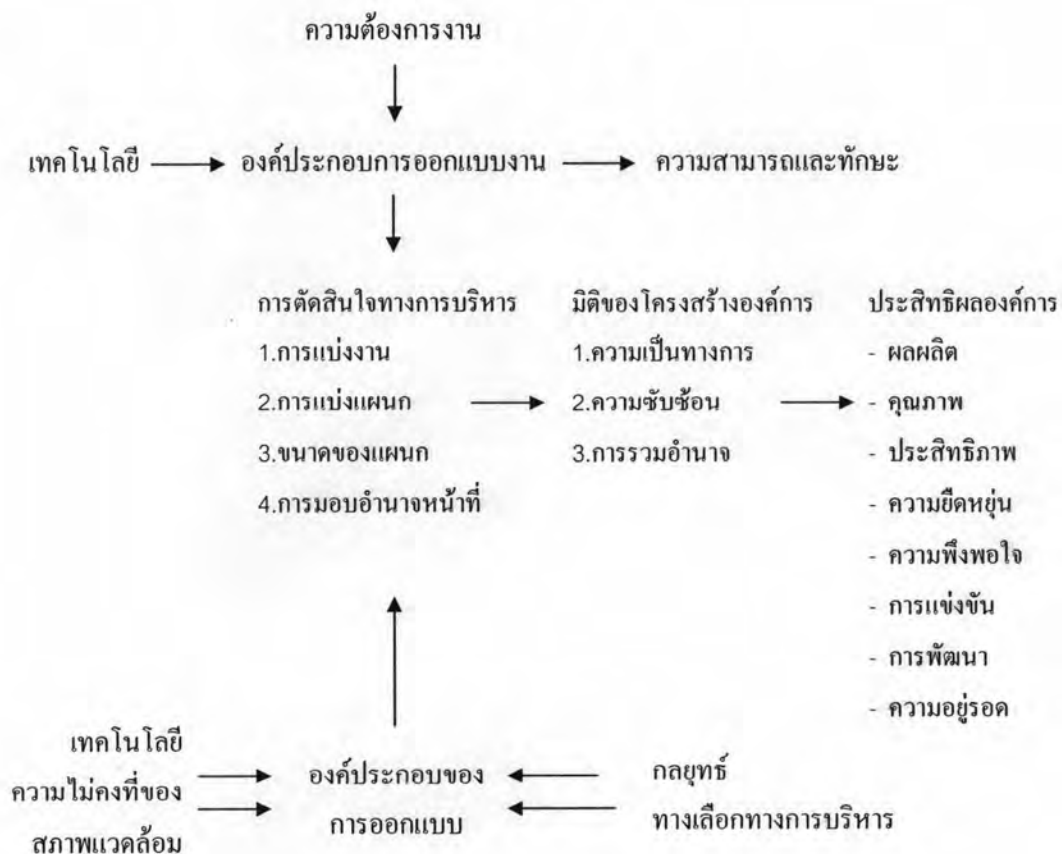 ความต้องการงาน
เทคโนโลยี องค์ประกอบการออกแบบงาน ความสามารถและทักษะ
การตัดสินใจทางการบริหาร มิติของโครงสร้างองค์การ ประสิทธิผลองค์การ
1.การแบ่งงาน 1.ความเป็นทางการ - ผลผลิต
2.การแบ่งแผนก 2.ความซับซ้อน - คุณภาพ
3.ขนาดของแผนก 3.การรวมอำนาจ - ประสิทธิภาพ
4.การมอบอำนาจหน้าที่ - ความยืดหยุ่น
- ความพึงพอใจ
- การแข่งขัน
- การพัฒนา
- ความอยู่รอด
เทคโนโลยี
องค์ประกอบของ กลยุทธ์
ความไม่คงที่ของ
การออกแบบ ทางเลือกทางการบริหาร
สภาพแวดล้อม